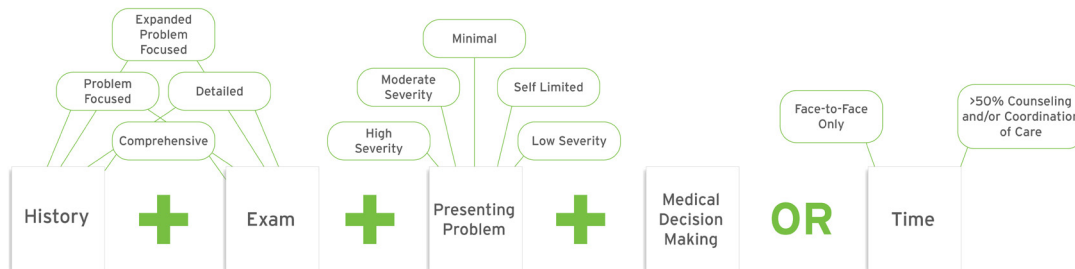 Expanded
Problem
Focused
Problem
Focused
Detailed
Comprehensive
Minimal
Moderate
Severity
Self Limited
High
Severity
Low Severity
Face-to-Face
Only
>50% Counseling
and/or Coordination
of Care
History
+
Exam
+
Presenting
Problem
+
Medical
Decision
Making
OR
Time